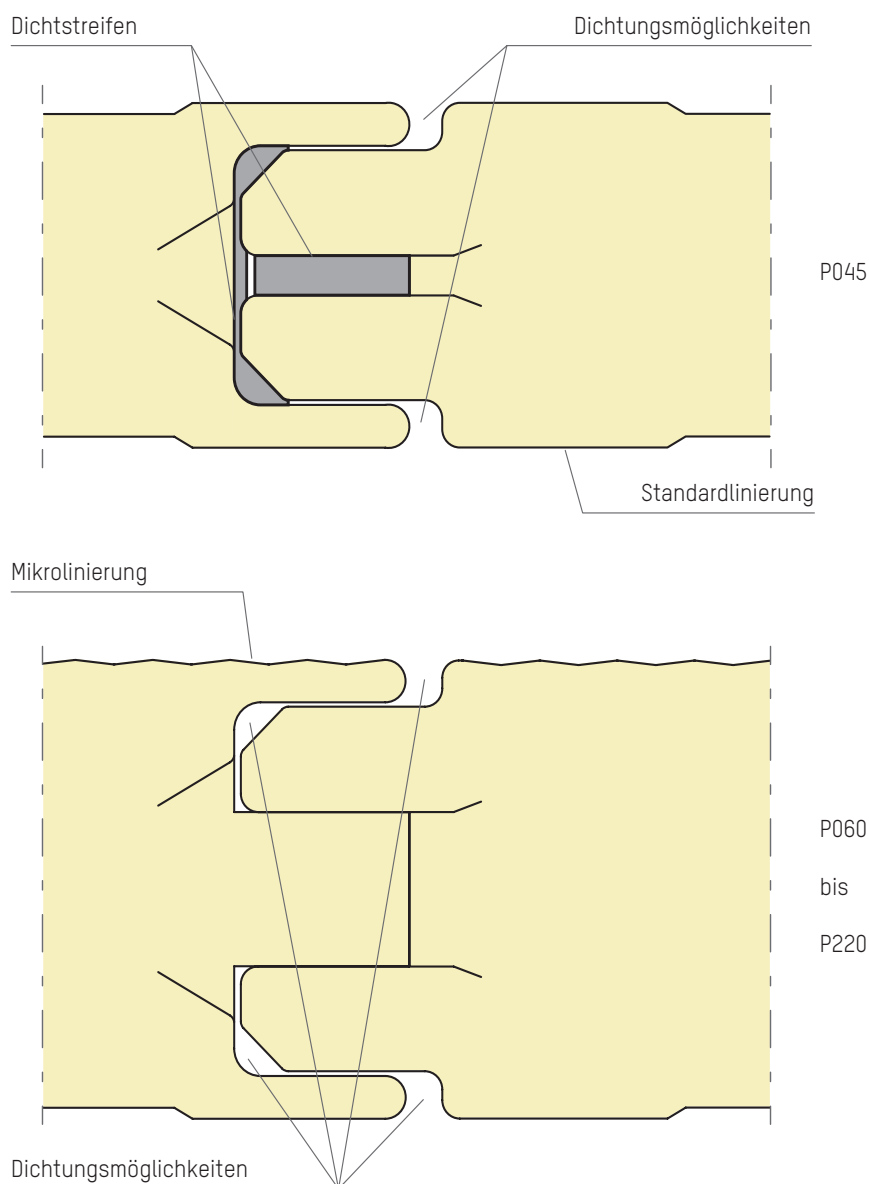 Dichtstreifen
Dichtungsmöglichkeiten
P045
Standardlinierung
Mikrolinierung
P060
bis
P220
Dichtungsmöglichkeiten